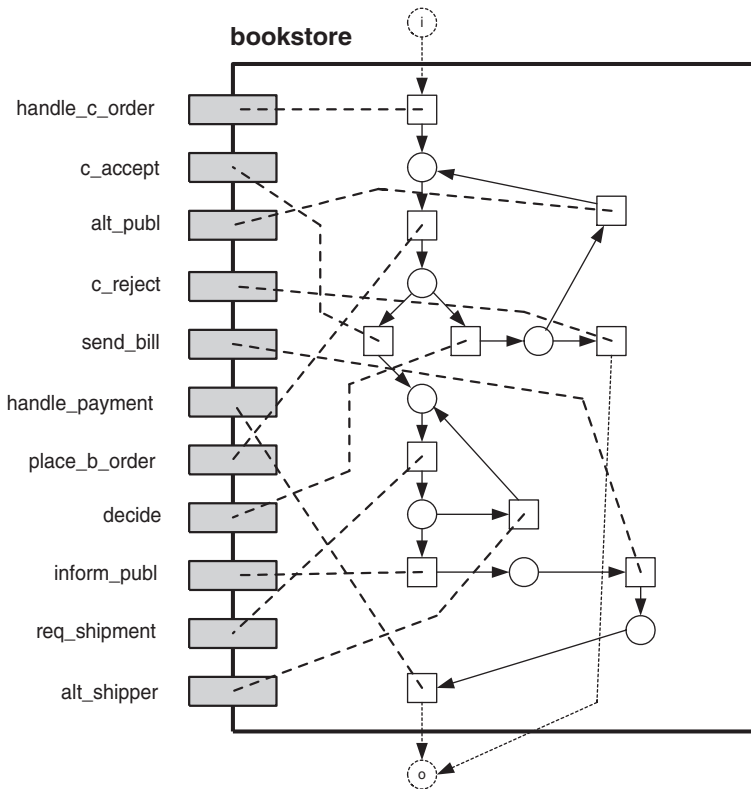 i
bookstore
handle_c_order
c_accept
alt_publ
c_reject
send_bill
handle_payment
place_b_order
decide
inform_publ
req_shipment
alt_shipper
o